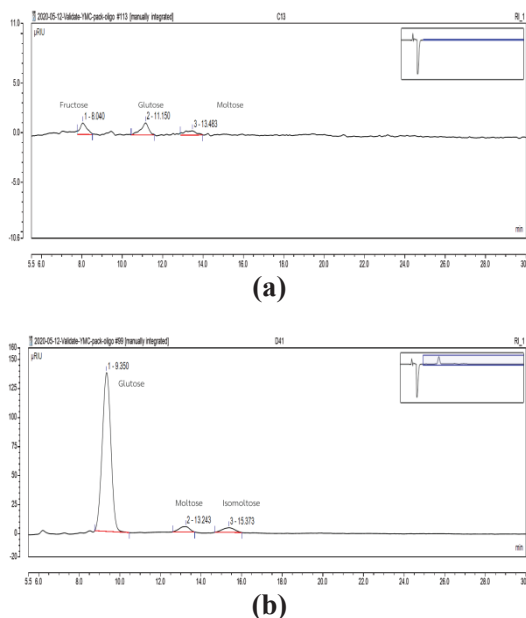 2020-05-12-Validate-YMC-pack-oligo #113 [manually integrated] C13 RI_1
11.0
µRIU
Fructose Glutose Moltose
1 - 8.040 2 - 11.150 3 - 13.483
5.0
0.0
-5.0
-10.6
min
5.5 6.0 8.0 10.0 12.0 14.0 16.0 18.0 20.0 22.0 24.0 26.0 28.0 30.0
(a)
2020-05-12-Validate-YMC-pack-oligo #99 [manually integrated] D41 RI_1
160
µRIU
150
1 - 9.350
Glutose
125
100
75
50
25
Moltose Isomoltose
2 - 13.243 3 - 15.373
0
-20
min
5.5 6.0 8.0 10.0 12.0 14.0 16.0 18.0 20.0 22.0 24.0 26.0 28.0 30.0
(b)